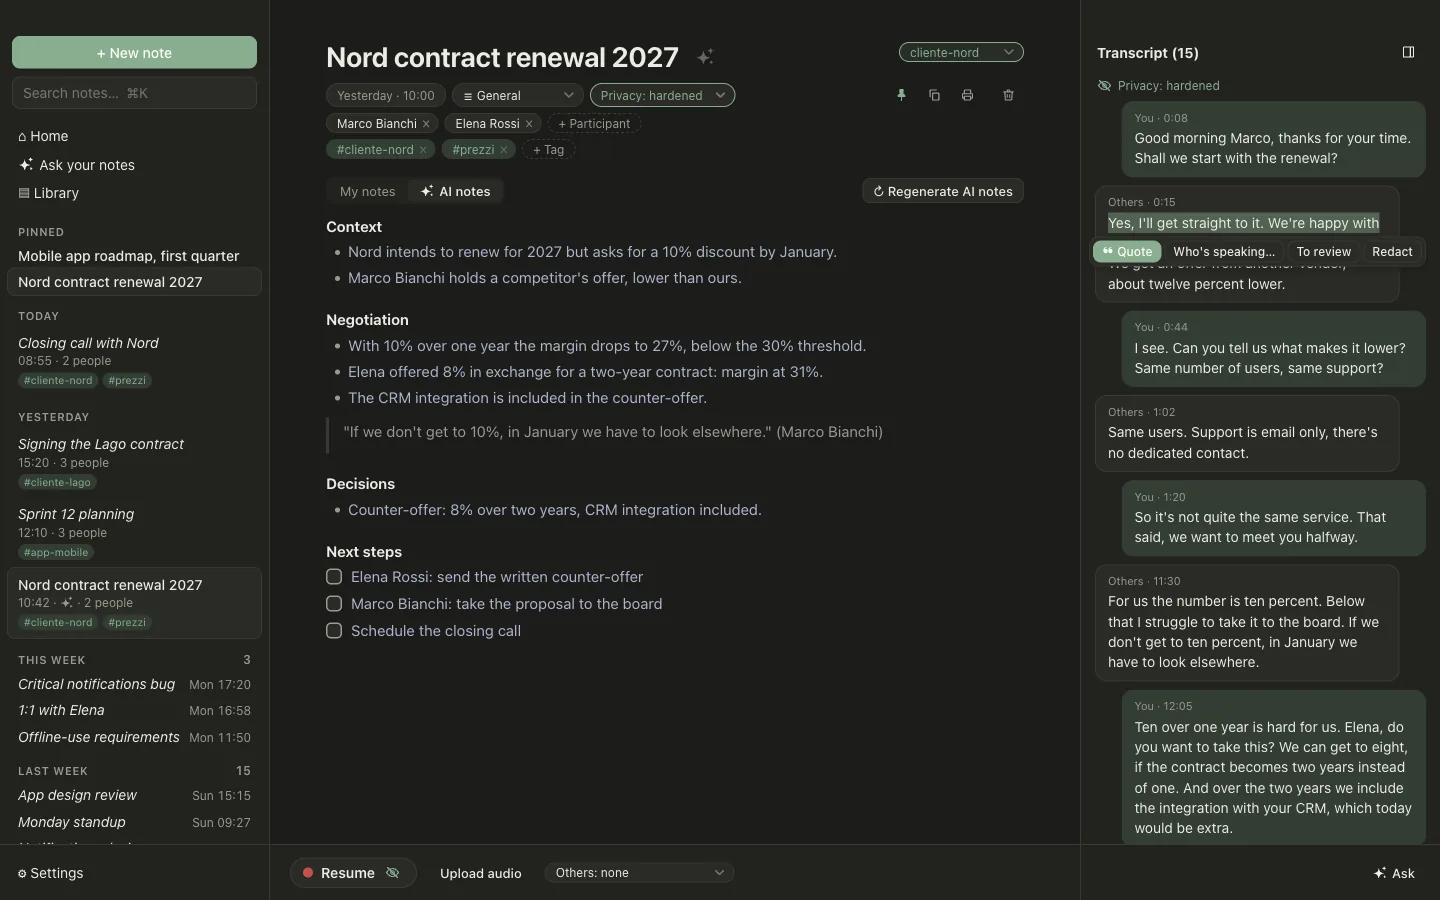 + New note
Search notes... ⌘K
Home
Ask your notes
Library
PINNED
Mobile app roadmap, first quarter
Nord contract renewal 2027
TODAY
Closing call with Nord
08:55 · 2 people
#cliente-nord #prezzi
YESTERDAY
Signing the Lago contract
15:20 · 3 people
#cliente-lago
Sprint 12 planning
12:10 · 3 people
#app-mobile
Nord contract renewal 2027
10:42 · · 2 people
#cliente-nord #prezzi
THIS WEEK 3
Critical notifications bug Mon 17:20
1:1 with Elena Mon 16:58
Offline-use requirements Mon 11:50
LAST WEEK 15
App design review Sun 15:15
Monday standup Sun 09:27
Settings
Nord contract renewal 2027
cliente-nord
Yesterday · 10:00
General
Privacy: hardened
Marco Bianchi × Elena Rossi × + Participant
#cliente-nord × #prezzi × + Tag
My notes AI notes
Regenerate AI notes
Context
• Nord intends to renew for 2027 but asks for a 10% discount by January.
• Marco Bianchi holds a competitor's offer, lower than ours.
Negotiation
• With 10% over one year the margin drops to 27%, below the 30% threshold.
• Elena offered 8% in exchange for a two-year contract: margin at 31%.
• The CRM integration is included in the counter-offer.
"If we don't get to 10%, in January we have to look elsewhere." (Marco Bianchi)
Decisions
• Counter-offer: 8% over two years, CRM integration included.
Next steps
Elena Rossi: send the written counter-offer
Marco Bianchi: take the proposal to the board
Schedule the closing call
Resume
Upload audio
Others: none
Transcript (15)
Privacy: hardened
You · 0:08
Good morning Marco, thanks for your time.
Shall we start with the renewal?
Others · 0:15
Yes, I'll get straight to it. We're happy with
Quote Who's speaking... To review Redact
about twelve percent lower.
You · 0:44
I see. Can you tell us what makes it lower?
Same number of users, same support?
Others · 1:02
Same users. Support is email only, there's
no dedicated contact.
You · 1:20
So it's not quite the same service. That
said, we want to meet you halfway.
Others · 11:30
For us the number is ten percent. Below
that I struggle to take it to the board. If we
don't get to ten percent, in January we
have to look elsewhere.
You · 12:05
Ten over one year is hard for us. Elena, do
you want to take this? We can get to eight,
if the contract becomes two years instead
of one. And over the two years we include
the integration with your CRM, which today
would be extra.
Ask